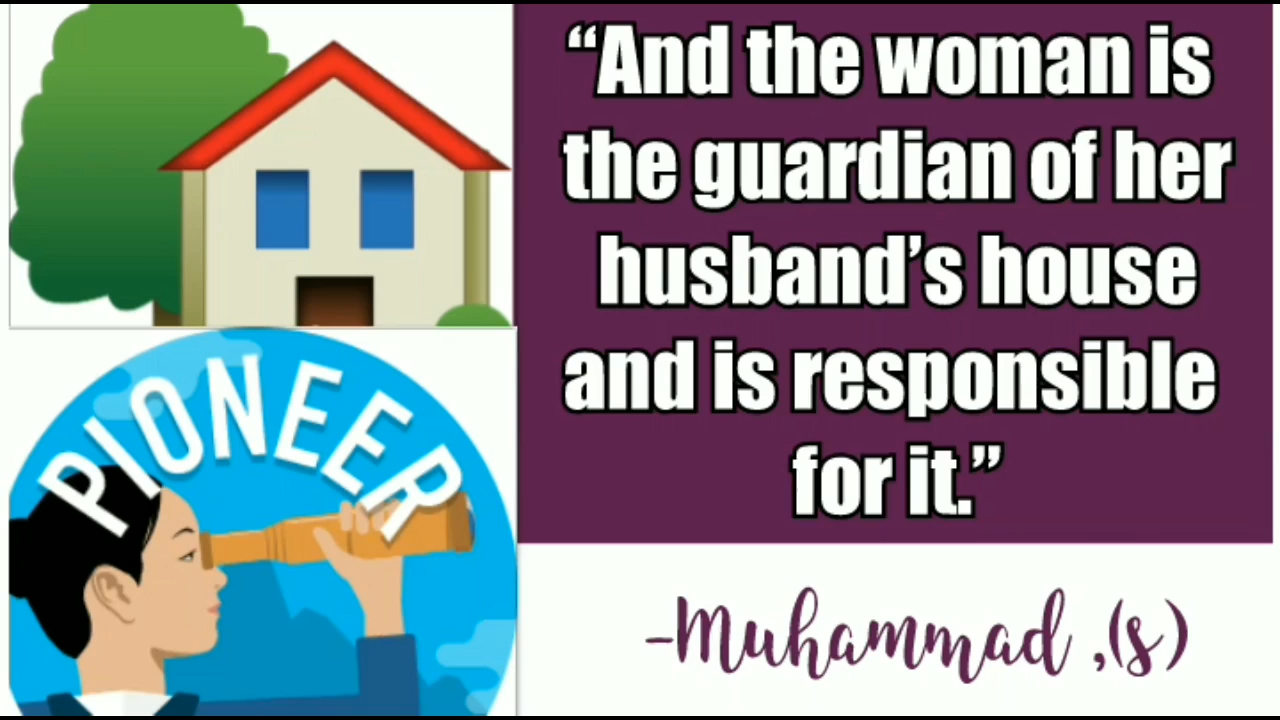 “And the woman is
the guardian of her
husband’s house
and is responsible
for it.”
-Muhammad ,(s)
PIONEER